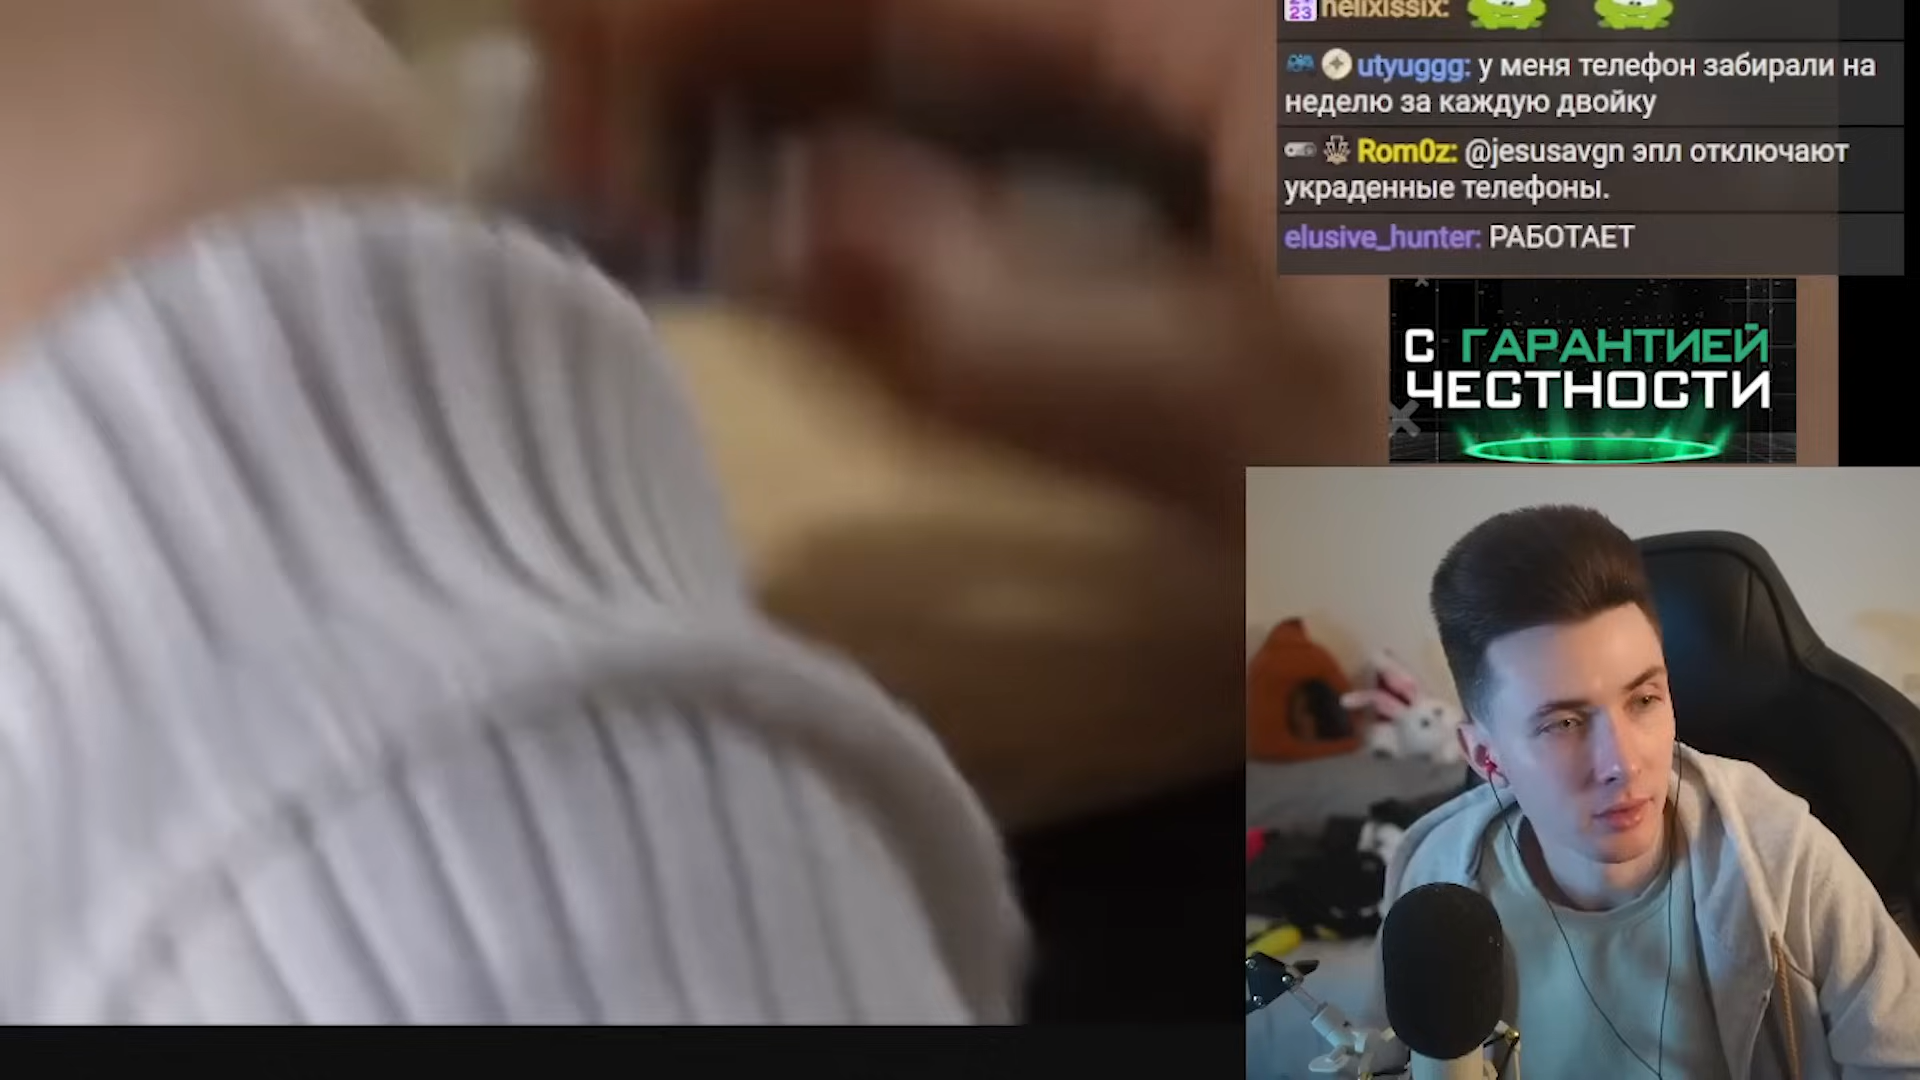 23 helixissix:
utyuggg: у меня телефон забирали на
неделю за каждую двойку
Rom0z: @jesusavgn эпл отключают
украденные телефоны.
elusive_hunter: РАБОТАЕТ
С ГАРАНТИЕЙ
ЧЕСТНОСТИ